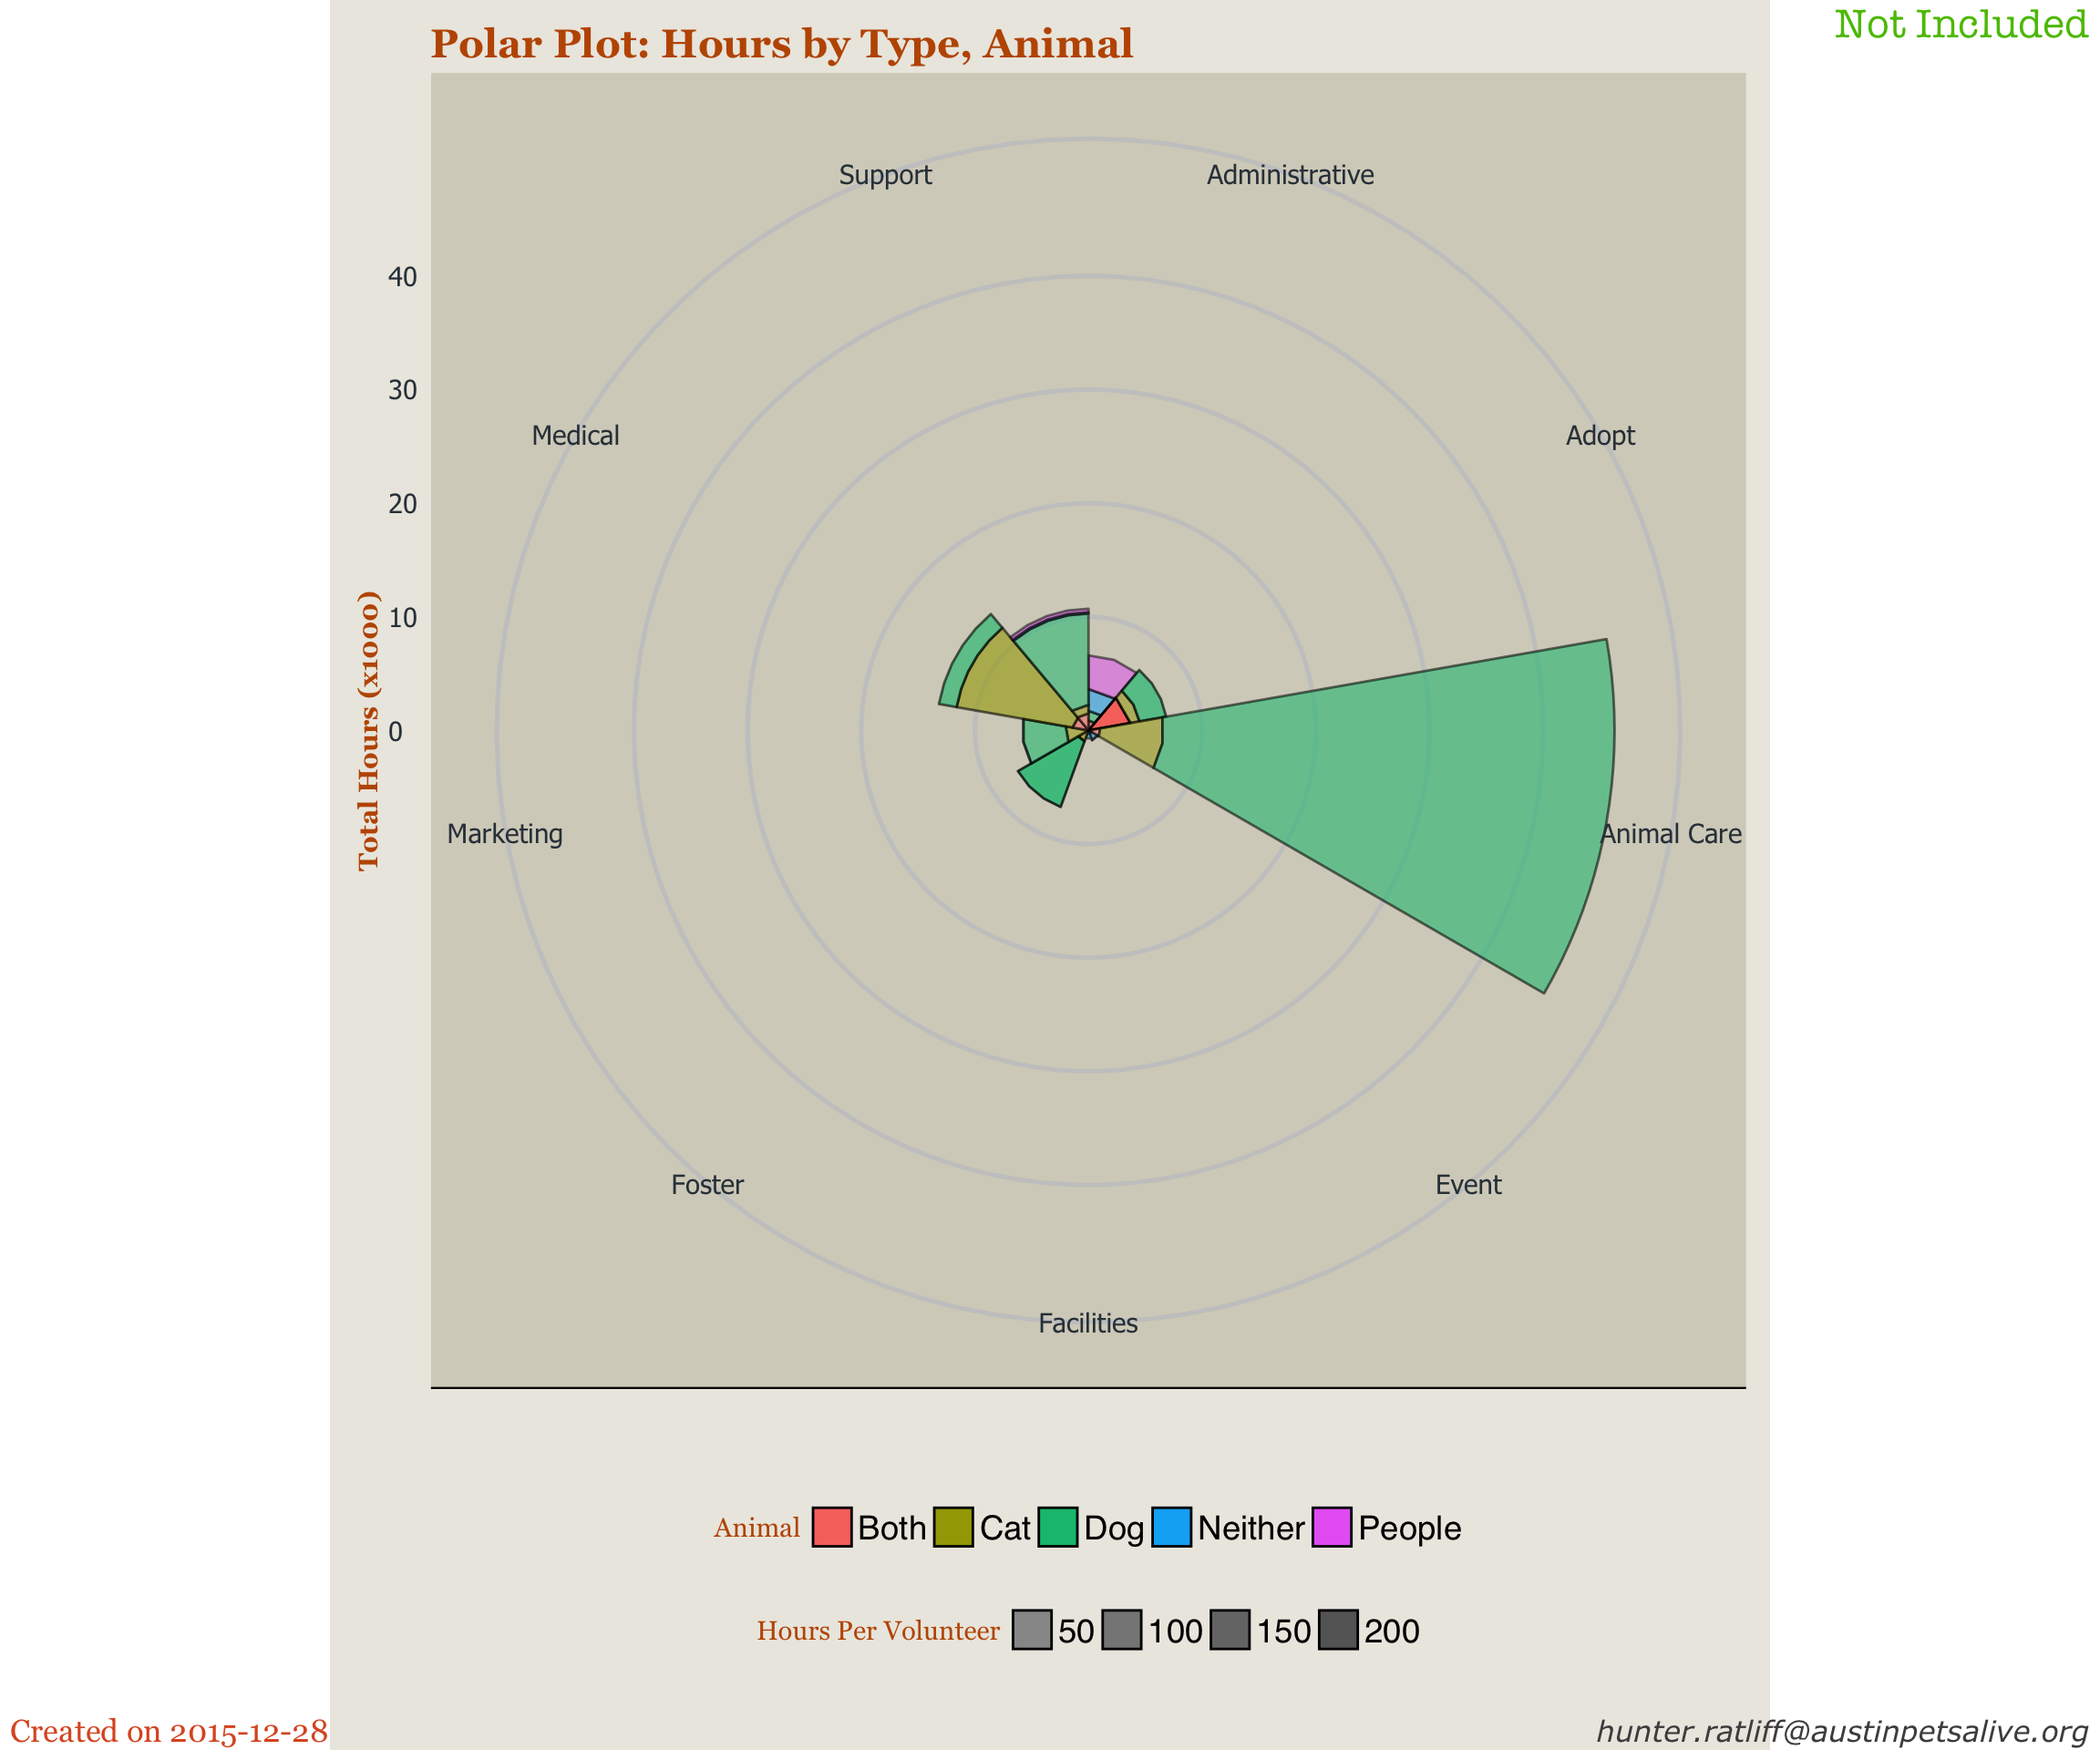 Not Included
Polar Plot: Hours by Type, Animal
Support
Administrative
40
Medical
Adopt
30
20
10
0
Total Hours (x1000)
Marketing
Animal Care
Foster
Event
Facilities
Animal Both Cat Dog Neither People
Hours Per Volunteer 50 100 150 200
Created on 2015-12-28
hunter.ratliff@austinpetsalive.org